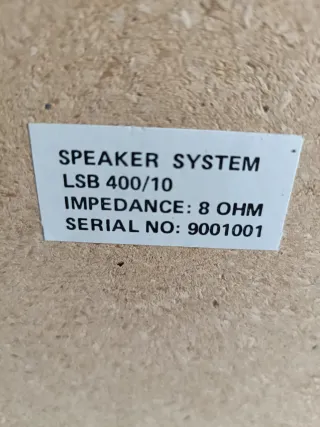 SPEAKER SYSTEM
LSB 400/10
IMPEDANCE: 8 OHM
SERIAL NO: 9001001